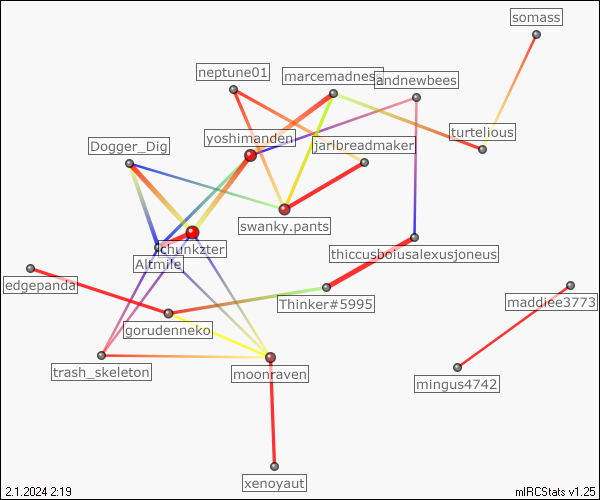 somass
neptune01
marcemadness
andnewbees
yoshimanden
turtelious
Dogger_Dig
jarlbreadmaker
swanky.pants
chunkzter
thiccusboiusalexusjoneus
Altmile
edgepanda
Thinker#5995
maddiee3773
gorudenneko
trash_skeleton
moonraven
mingus4742
xenoyaut
2.1.2024 2:19
mIRCStats v1.25